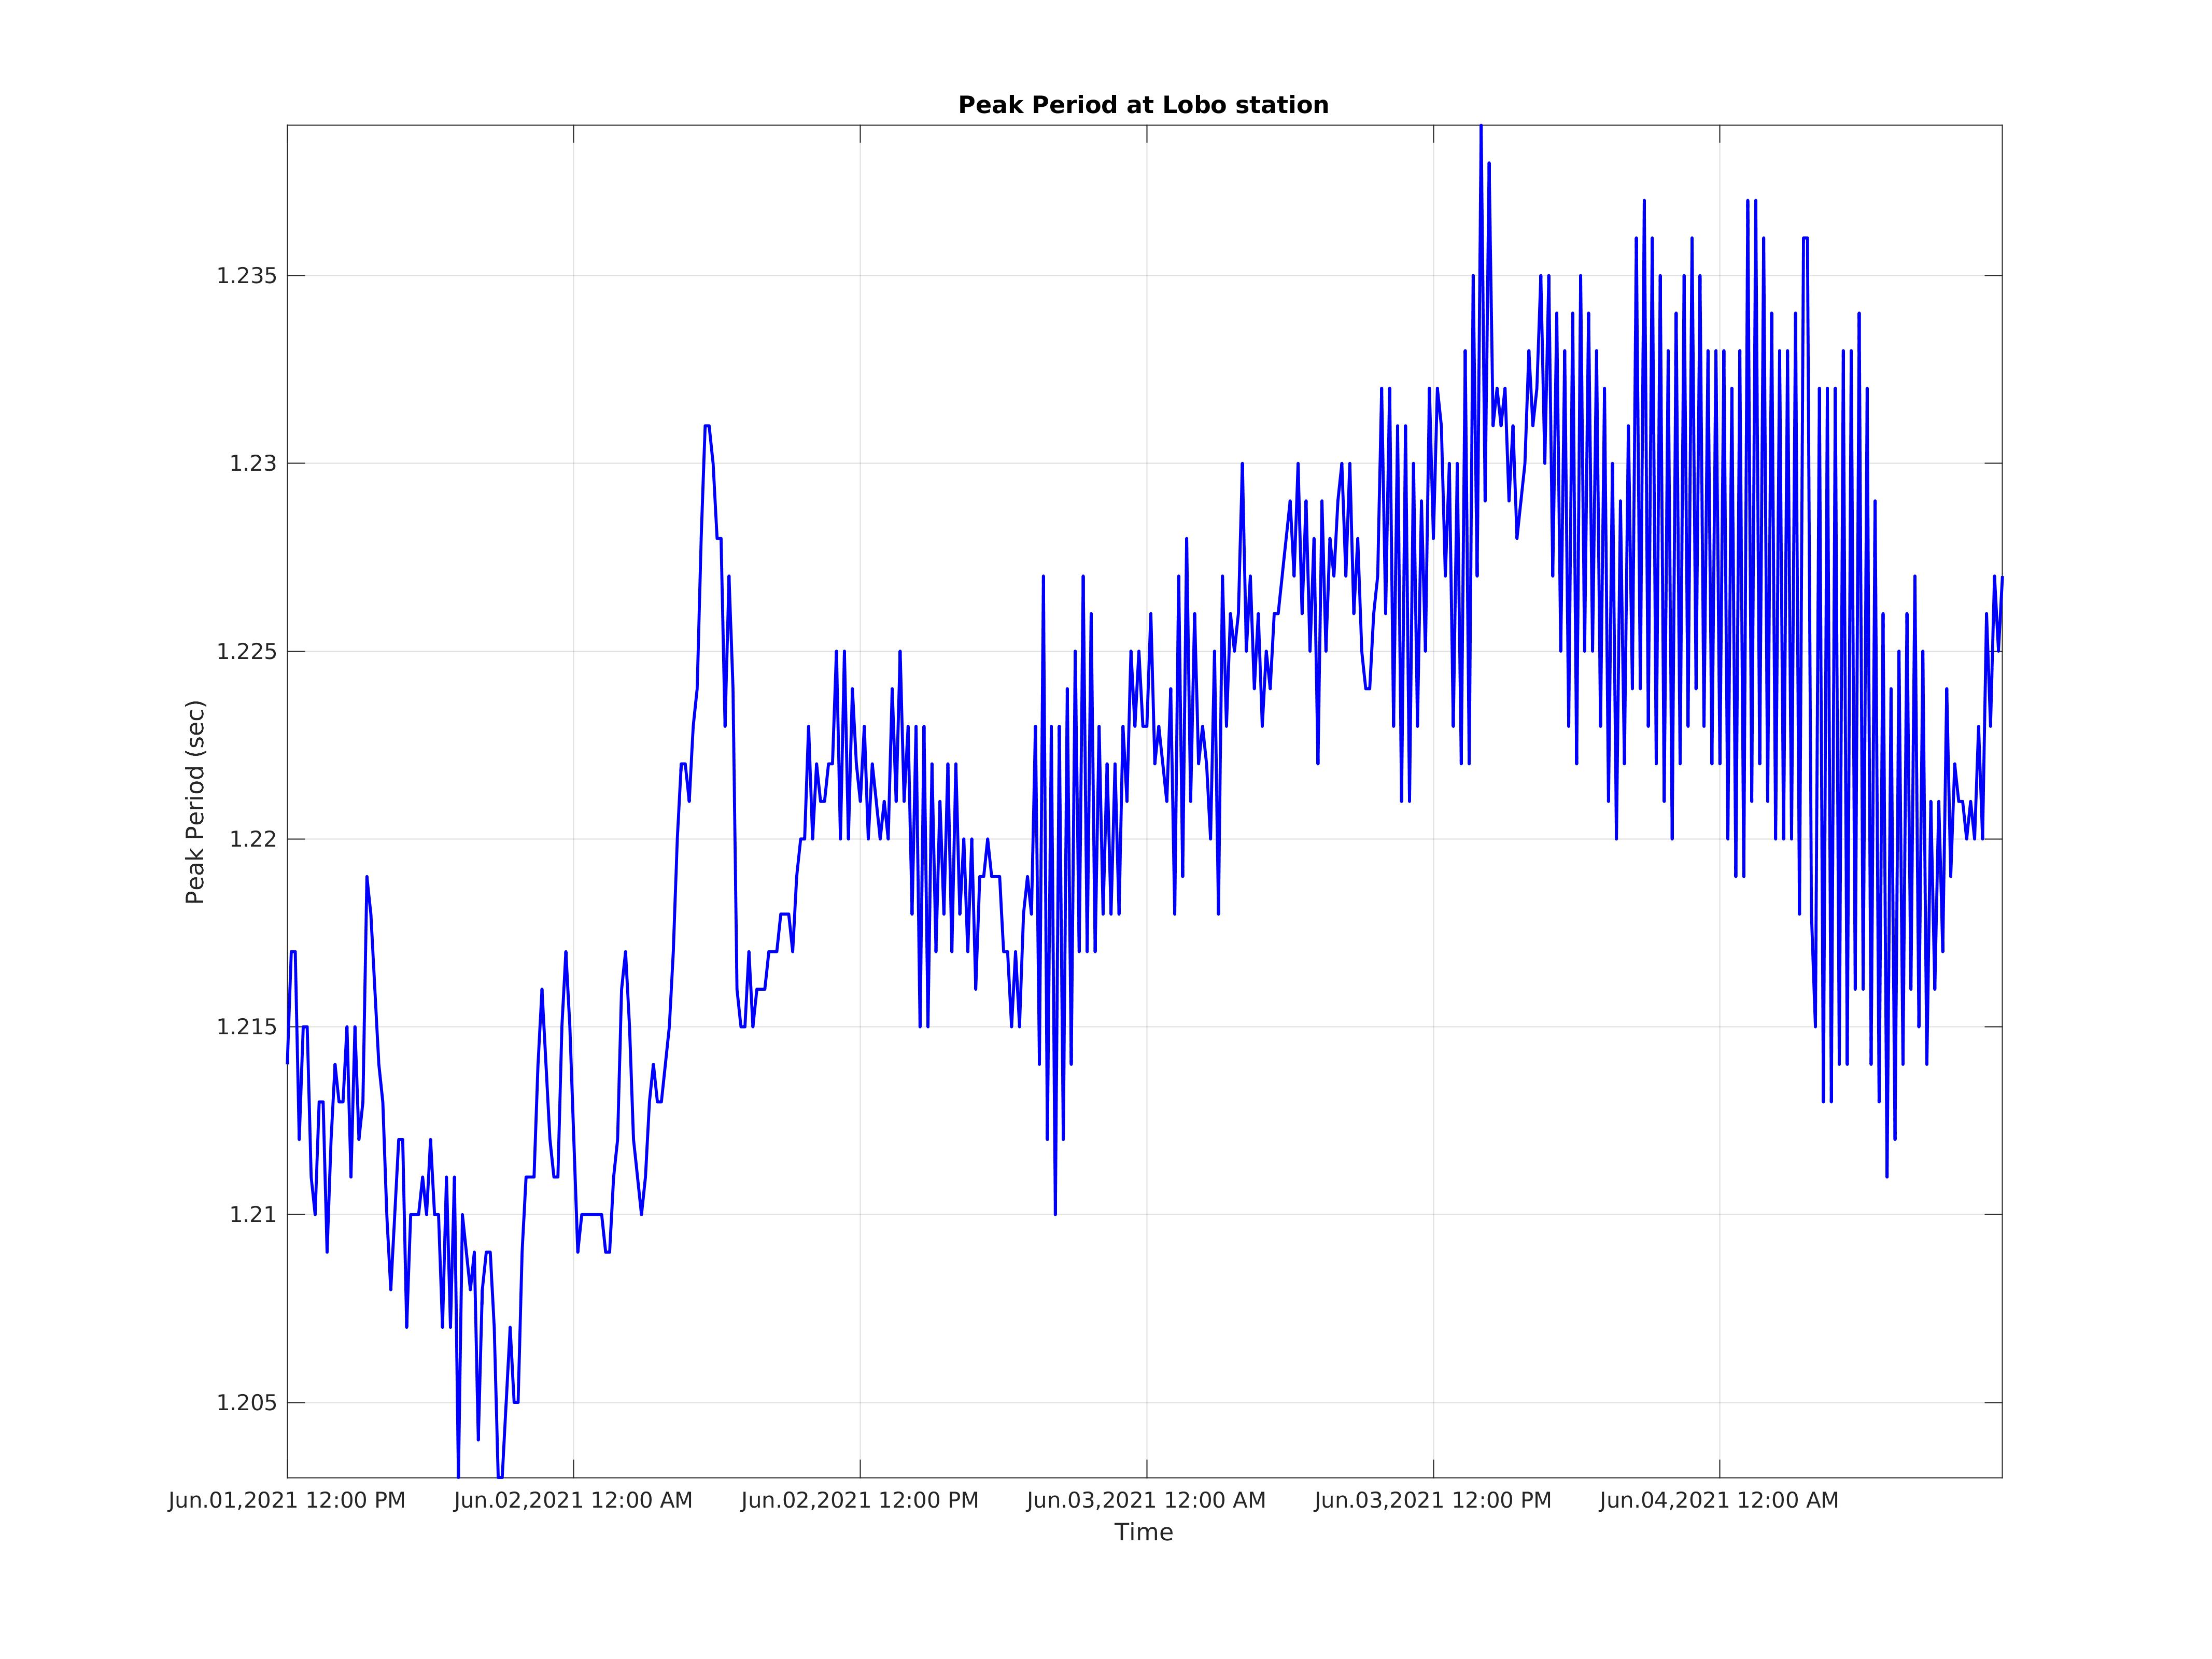 Peak Period at Lobo station
1.235
1.23
1.225
1.22
1.215
1.21
1.205
Peak Period (sec)
Jun.01,2021 12:00 PM Jun.02,2021 12:00 AM Jun.02,2021 12:00 PM Jun.03,2021 12:00 AM Jun.03,2021 12:00 PM Jun.04,2021 12:00 AM
Time